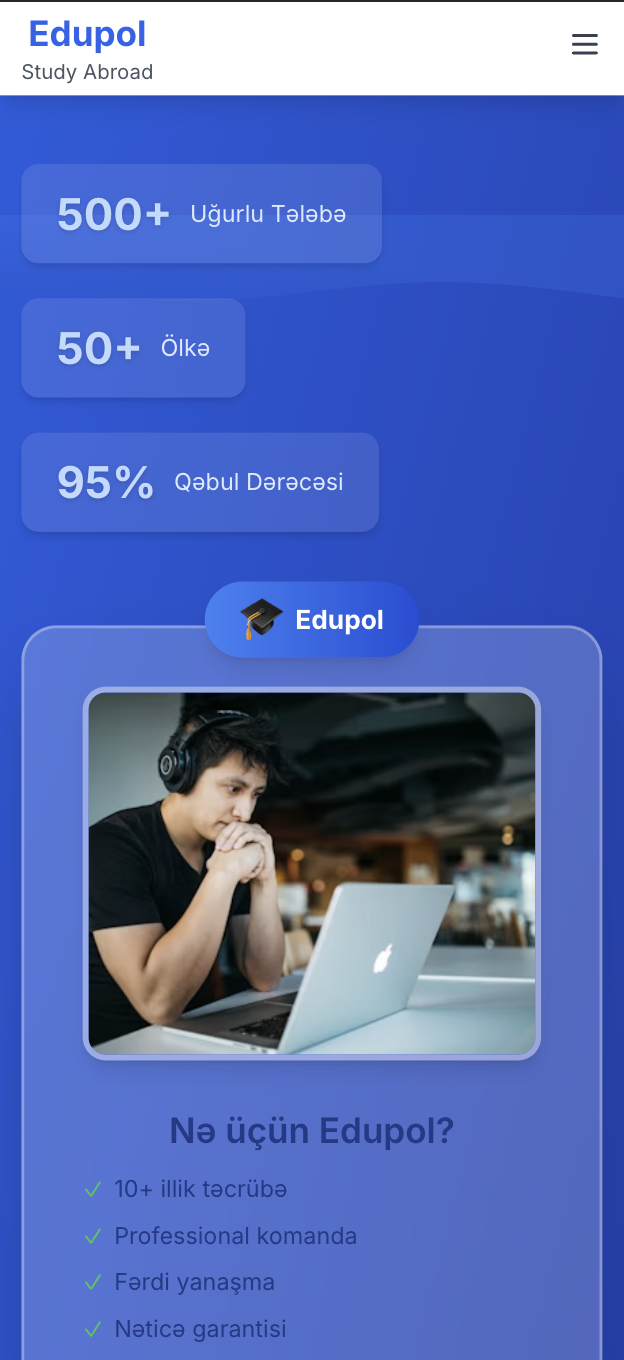 Edupol
Study Abroad
500+ Uğurlu Tələbə
50+ Ölkə
95% Qəbul Dərəcəsi
🎓 Edupol
Nə üçün Edupol?
✓ 10+ illik təcrübə
✓ Professional komanda
✓ Fərdi yanaşma
✓ Nəticə garantisi